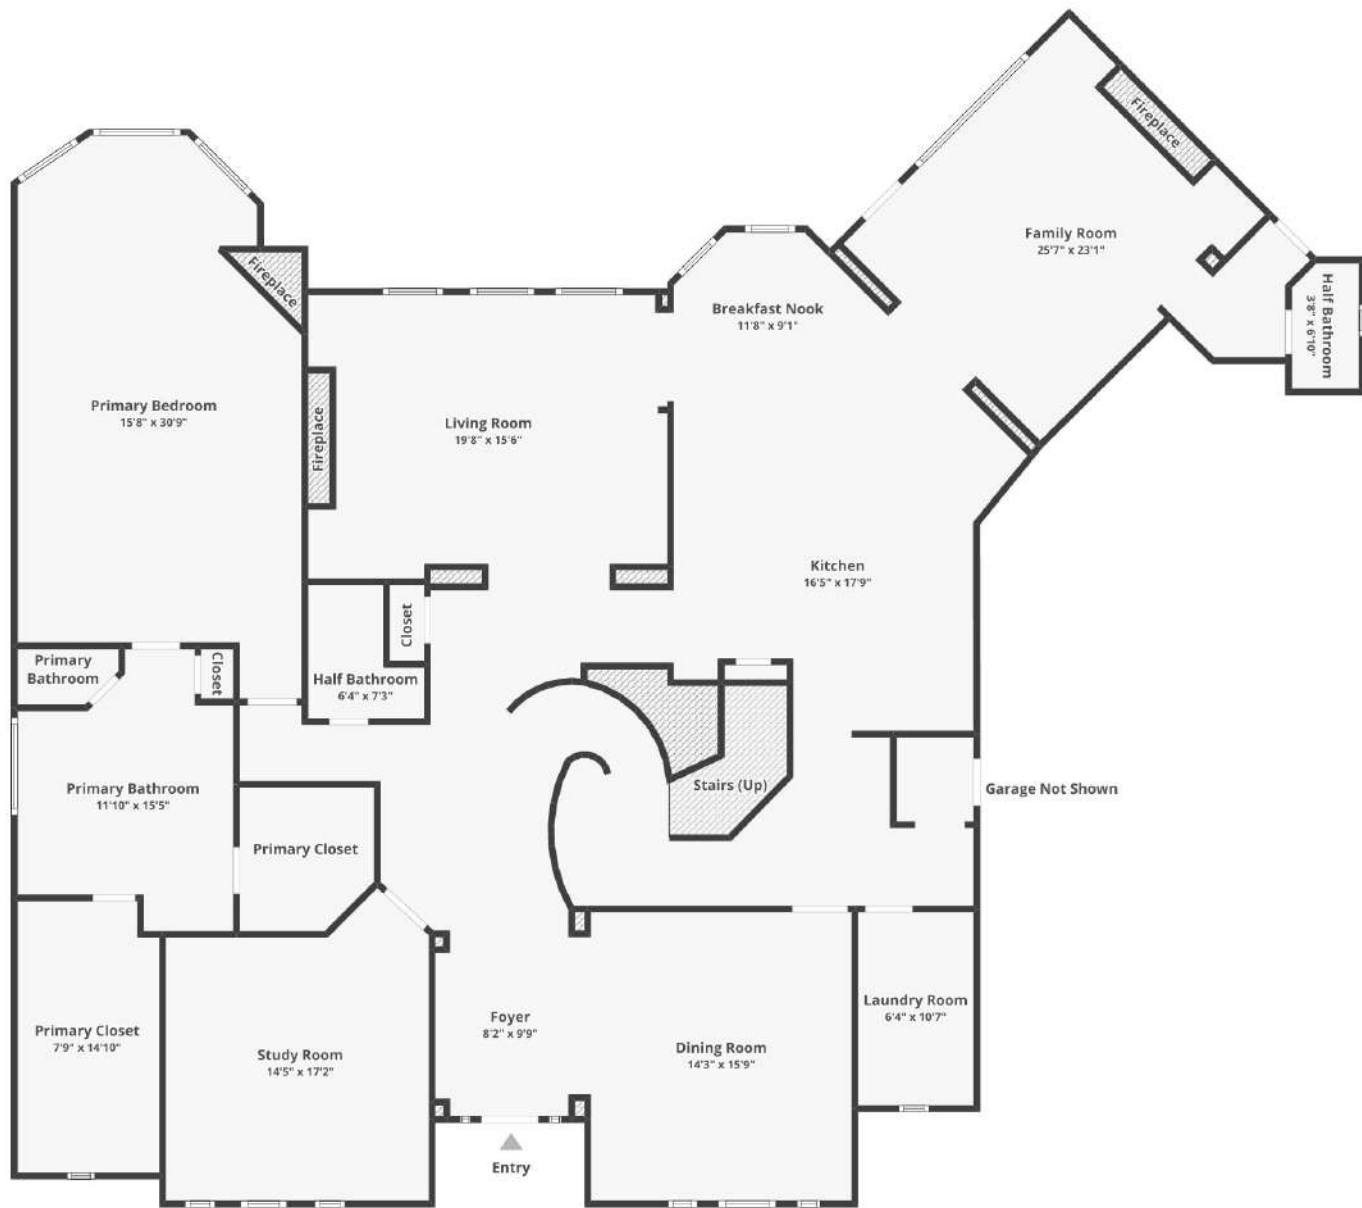 Fireplace
Family Room
25'7" x 23'1"
Half Bathroom
3'8" x 6'10"
Fireplace
Breakfast Nook
11'8" x 9'1"
Primary Bedroom
15'8" x 30'9"
Fireplace
Living Room
19'8" x 15'6"
Kitchen
16'5" x 17'9"
Closet
Primary
Bathroom
Closet
Half Bathroom
6'4" x 7'3"
Primary Bathroom
11'10" x 15'5"
Stairs (Up)
Garage Not Shown
Primary Closet
Primary Closet
7'9" x 14'10"
Study Room
14'5" x 17'2"
Foyer
8'2" x 9'9"
Dining Room
14'3" x 15'9"
Laundry Room
6'4" x 10'7"
Entry